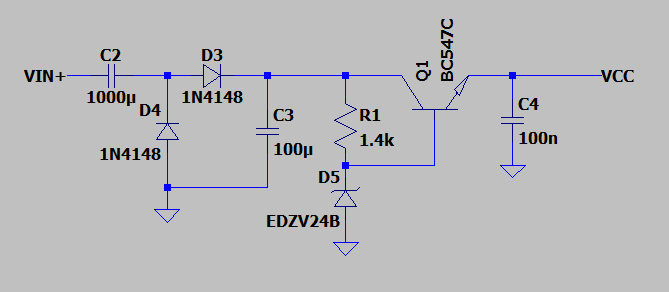 C2
D3
Q1
BC547C
VIN+
VCC
1000µ
1N4148
D4
C3
R1
C4
100µ
1.4k
100n
1N4148
D5
EDZV24B